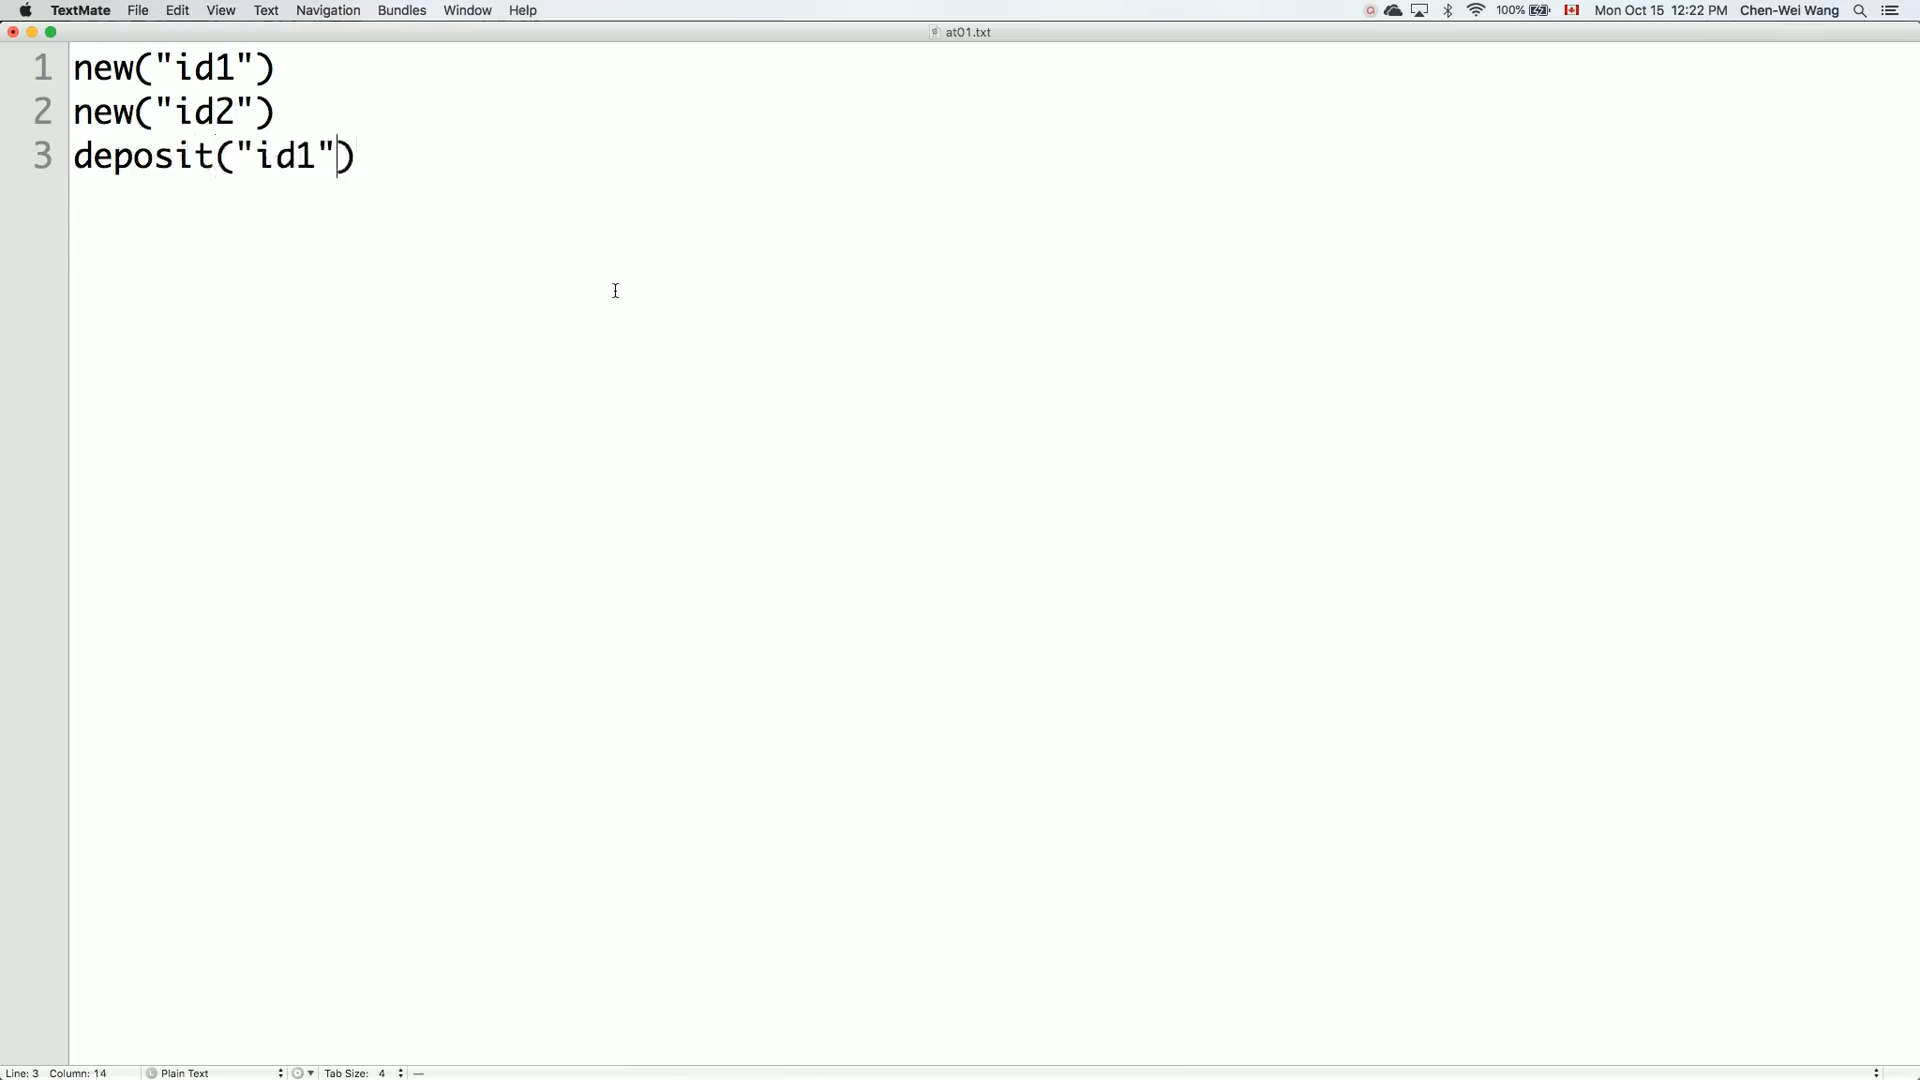 TextMate File Edit View Text Navigation Bundles Window Help 100% Mon Oct 15 12:22 PM Chen-Wei Wang
at01.txt
1 new("id1")
2 new("id2")
3 deposit("id1")
Line: 3 Column: 14 Plain Text Tab Size: 4 —